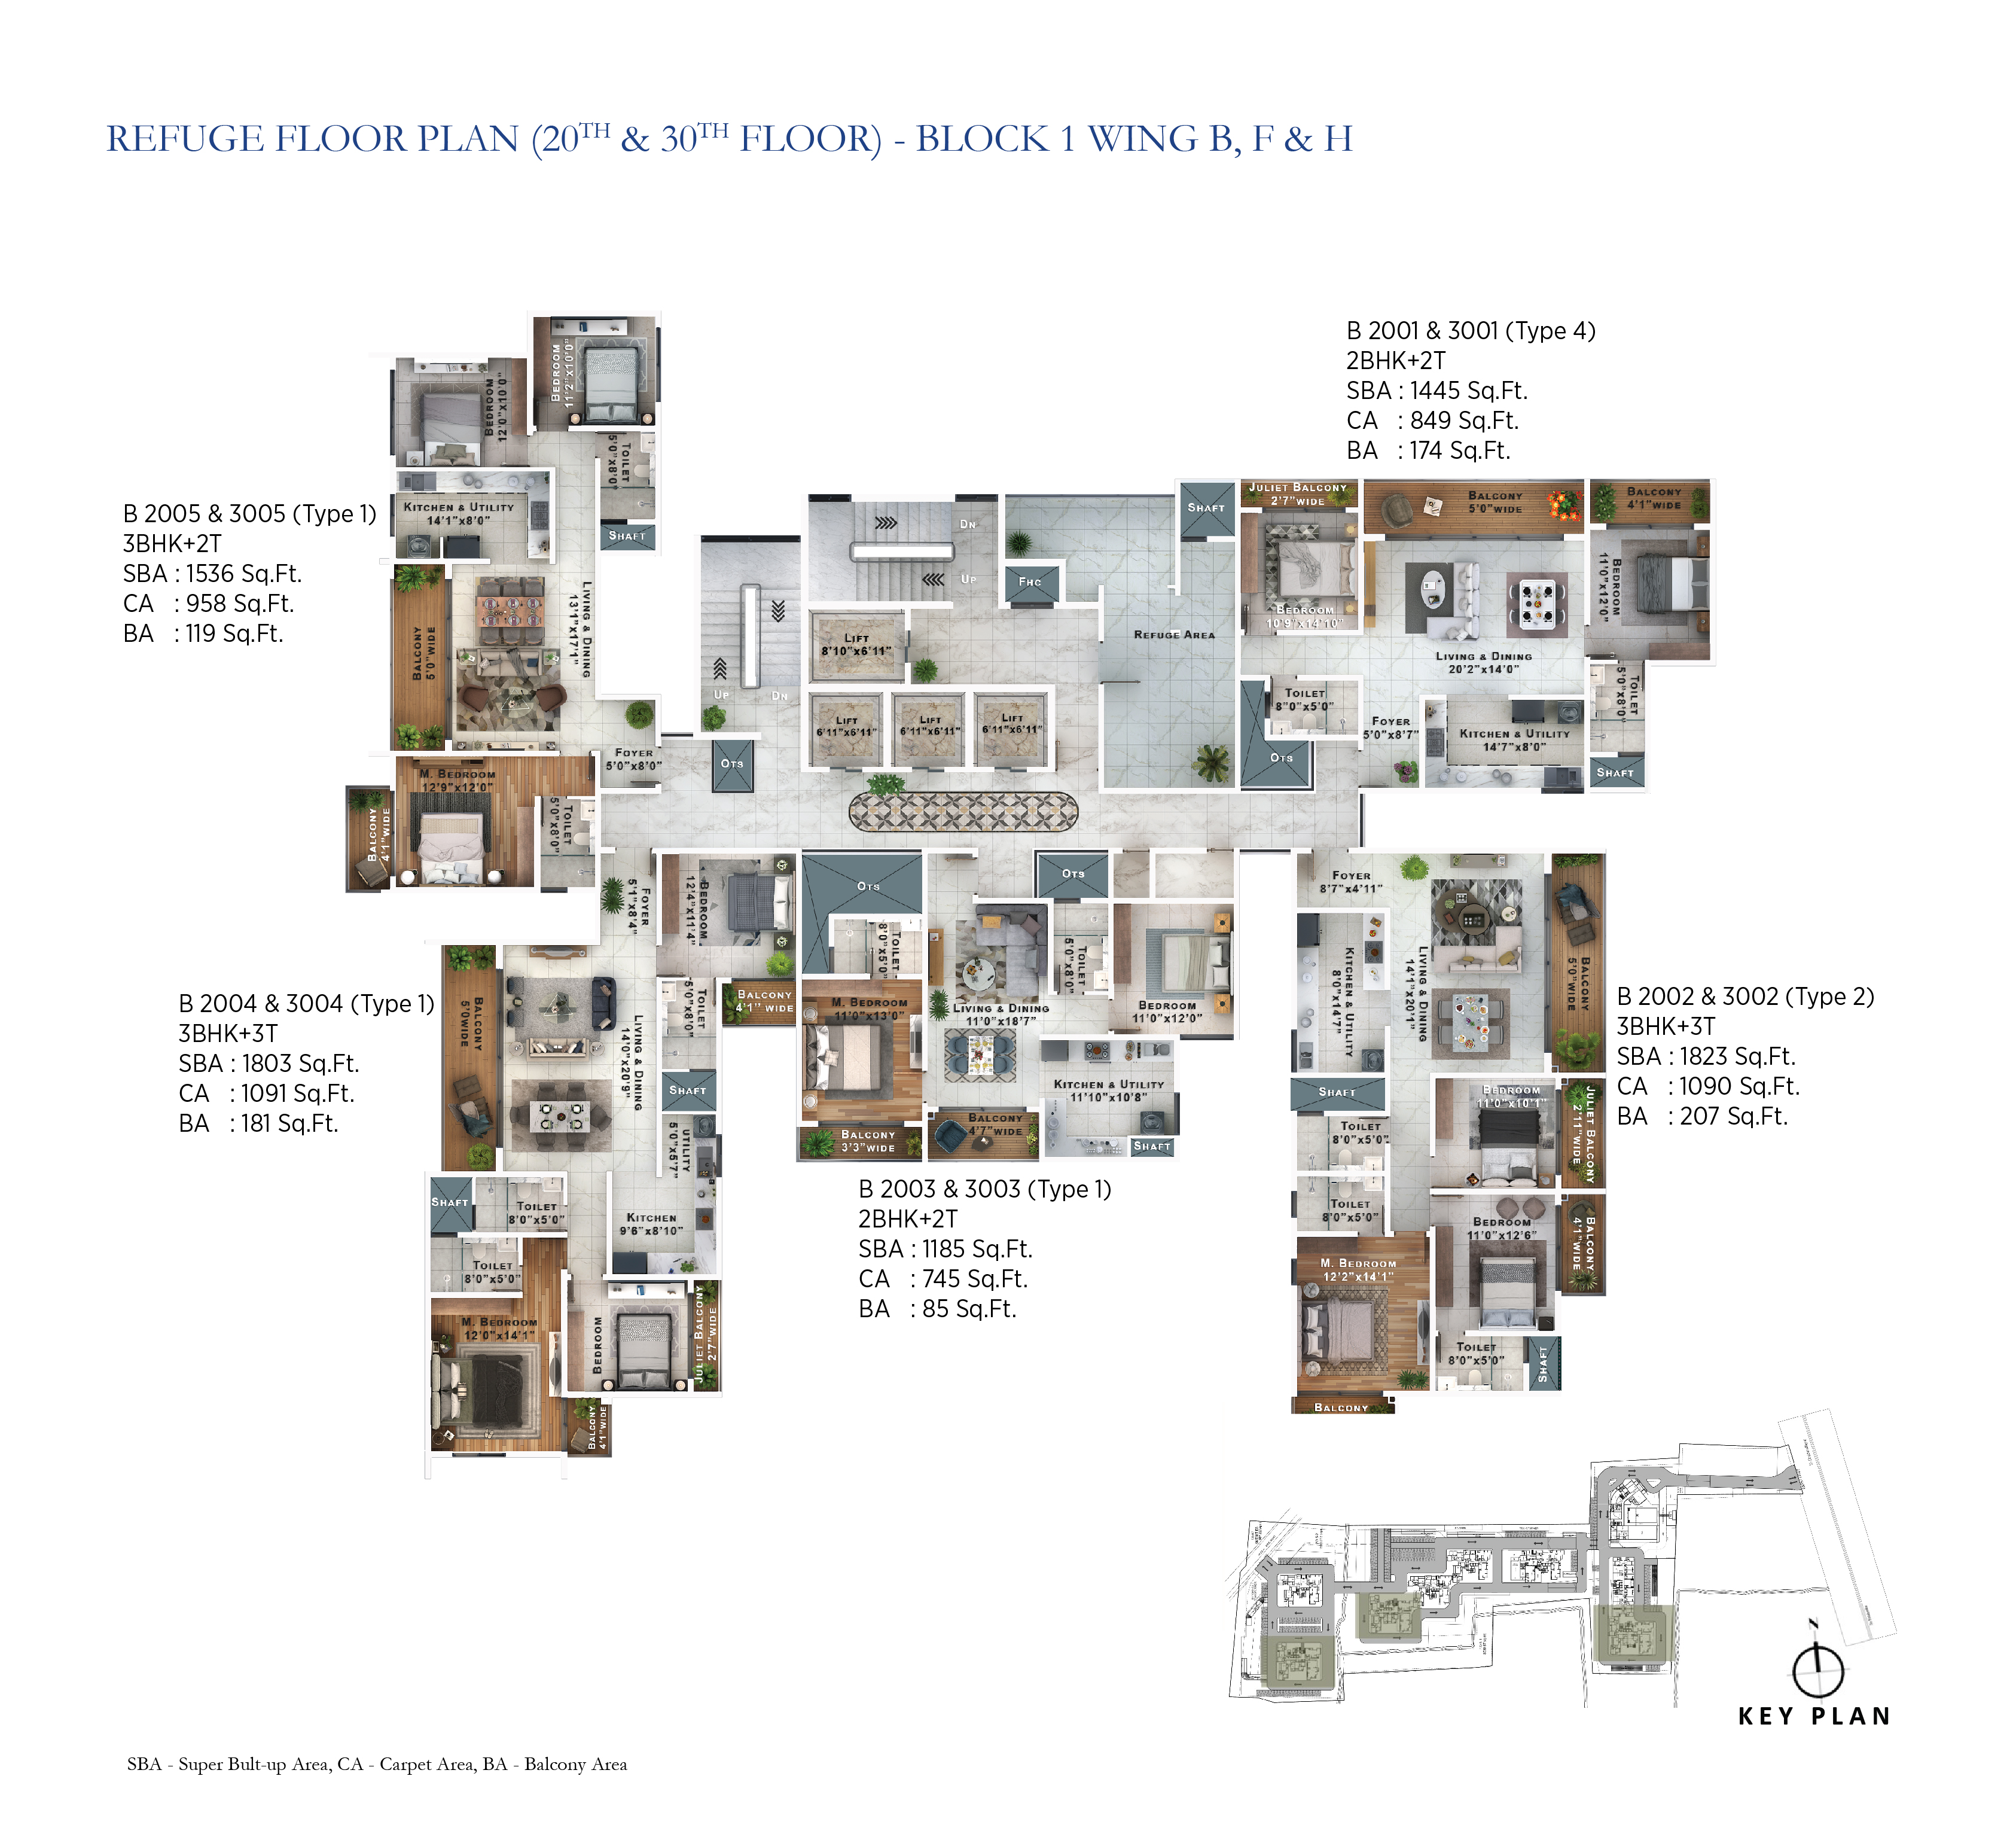 REFUGE FLOOR PLAN (20TH & 30TH FLOOR) - BLOCK 1 WING B, F & H
B 2001 & 3001 (Type 4)
2BHK+2T
SBA : 1445 Sq.Ft.
CA : 849 Sq.Ft.
BA : 174 Sq.Ft.
BEDROOM
11'2"x10'0"
BEDROOM
12'0"x10'0"
TOILET
5'0"x8'0"
SHAFT
KITCHEN & UTILITY
14'1"x8'0"
B 2005 & 3005 (Type 1)
3BHK+2T
SBA : 1536 Sq.Ft.
CA : 958 Sq.Ft.
BA : 119 Sq.Ft.
LIVING & DINING
13'1"x17'1"
BALCONY
5'0"WIDE
FOYER
5'0"x8'0"
M. BEDROOM
12'9"x12'0"
TOILET
5'0"x8'0"
BALCONY
4'1"WIDE
UP
DN
OTS
DN
UP
FHC
LIFT
8'10"x6'11"
LIFT
6'11"x6'11"
LIFT
6'11"x6'11"
LIFT
6'11"x6'11"
REFUGE AREA
SHAFT
JULIET BALCONY
2'7"WIDE
BALCONY
5'0"WIDE
BALCONY
4'1"WIDE
BEDROOM
10'9"x14'10"
BEDROOM
11'0"x12'0"
LIVING & DINING
20'2"x14'0"
TOILET
8'0"x5'0"
TOILET
5'0"x8'0"
FOYER
5'0"x8'7"
KITCHEN & UTILITY
14'7"x8'0"
OTS
SHAFT
B 2004 & 3004 (Type 1)
3BHK+3T
SBA : 1803 Sq.Ft.
CA : 1091 Sq.Ft.
BA : 181 Sq.Ft.
FOYER
5'1"x8'4"
BEDROOM
12'4"x11'4"
BALCONY
5'0WIDE
LIVING & DINING
14'0"x20'9"
TOILET
5'0"x8'0"
BALCONY
4'1" WIDE
SHAFT
UTILITY
5'0"x5'7"
SHAFT
TOILET
8'0"x5'0"
KITCHEN
9'6"x8'10"
TOILET
8'0"x5'0"
M. BEDROOM
12'0"x14'1"
BEDROOM
JULIET BALCONY
2'7"WIDE
BALCONY
4'1"WIDE
OTS
TOILET
8'0"x5'0"
OTS
TOILET
5'0"x8'0"
M. BEDROOM
11'0"x13'0"
LIVING & DINING
11'0"x18'7"
BEDROOM
11'0"x12'0"
KITCHEN & UTILITY
11'10"x10'8"
BALCONY
3'3"WIDE
BALCONY
4'7"WIDE
SHAFT
B 2003 & 3003 (Type 1)
2BHK+2T
SBA : 1185 Sq.Ft.
CA : 745 Sq.Ft.
BA : 85 Sq.Ft.
FOYER
8'7"x4'11"
KITCHEN & UTILITY
8'0"x14'7"
LIVING & DINING
14'1"x20'1"
BALCONY
5'0"WIDE
B 2002 & 3002 (Type 2)
3BHK+3T
SBA : 1823 Sq.Ft.
CA : 1090 Sq.Ft.
BA : 207 Sq.Ft.
SHAFT
BEDROOM
11'0"x10'1"
JULIET BALCONY
2'11"WIDE
TOILET
8'0"x5'0"
TOILET
8'0"x5'0"
BEDROOM
11'0"x12'6"
BALCONY
4'1"WIDE
M. BEDROOM
12'2"x14'1"
TOILET
8'0"x5'0"
SHAFT
BALCONY
N
KEY PLAN
SBA - Super Bult-up Area, CA - Carpet Area, BA - Balcony Area